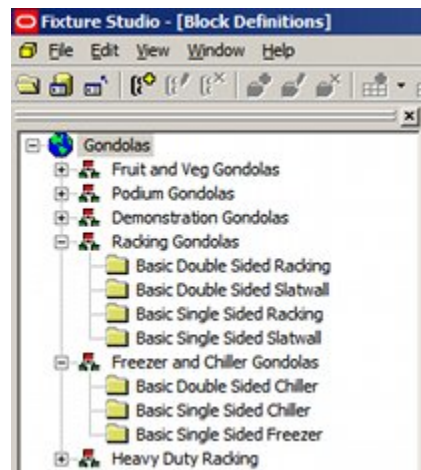 Fixture Studio - [Block Definitions]
File Edit View Window Help
Gondolas
Fruit and Veg Gondolas
Podium Gondolas
Demonstration Gondolas
Racking Gondolas
Basic Double Sided Racking
Basic Double Sided Slatwall
Basic Single Sided Racking
Basic Single Sided Slatwall
Freezer and Chiller Gondolas
Basic Double Sided Chiller
Basic Single Sided Chiller
Basic Single Sided Freezer
Heavy Duty Racking